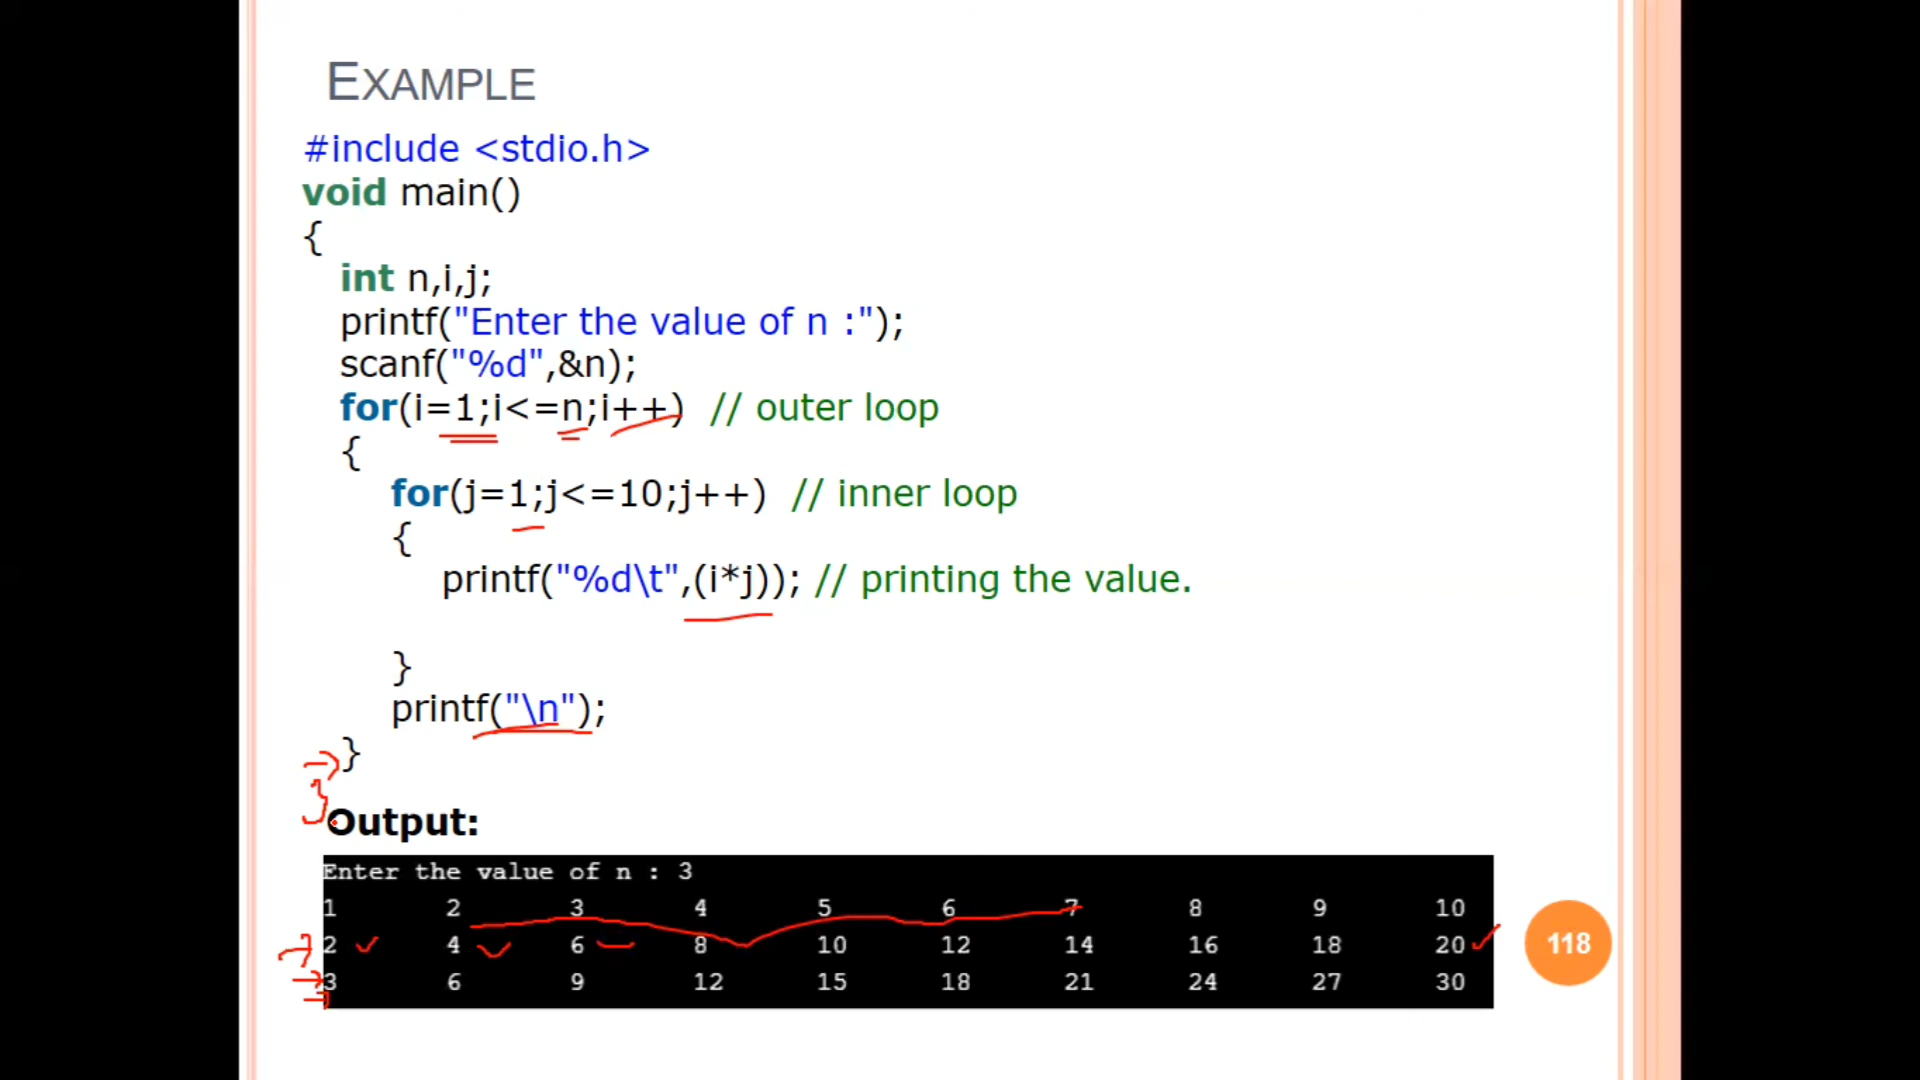 EXAMPLE
#include <stdio.h>
void main()
{
int n,i,j;
printf("Enter the value of n :");
scanf("%d",&n);
for(i=1;i<=n;i++) // outer loop
{
for(j=1;j<=10;j++) // inner loop
{
printf("%d\t",(i*j)); // printing the value.
}
printf("\n");
}
}
Output:
Enter the value of n : 3
1 2 3 4 5 6 7 8 9 10
2 4 6 8 10 12 14 16 18 20
3 6 9 12 15 18 21 24 27 30
118